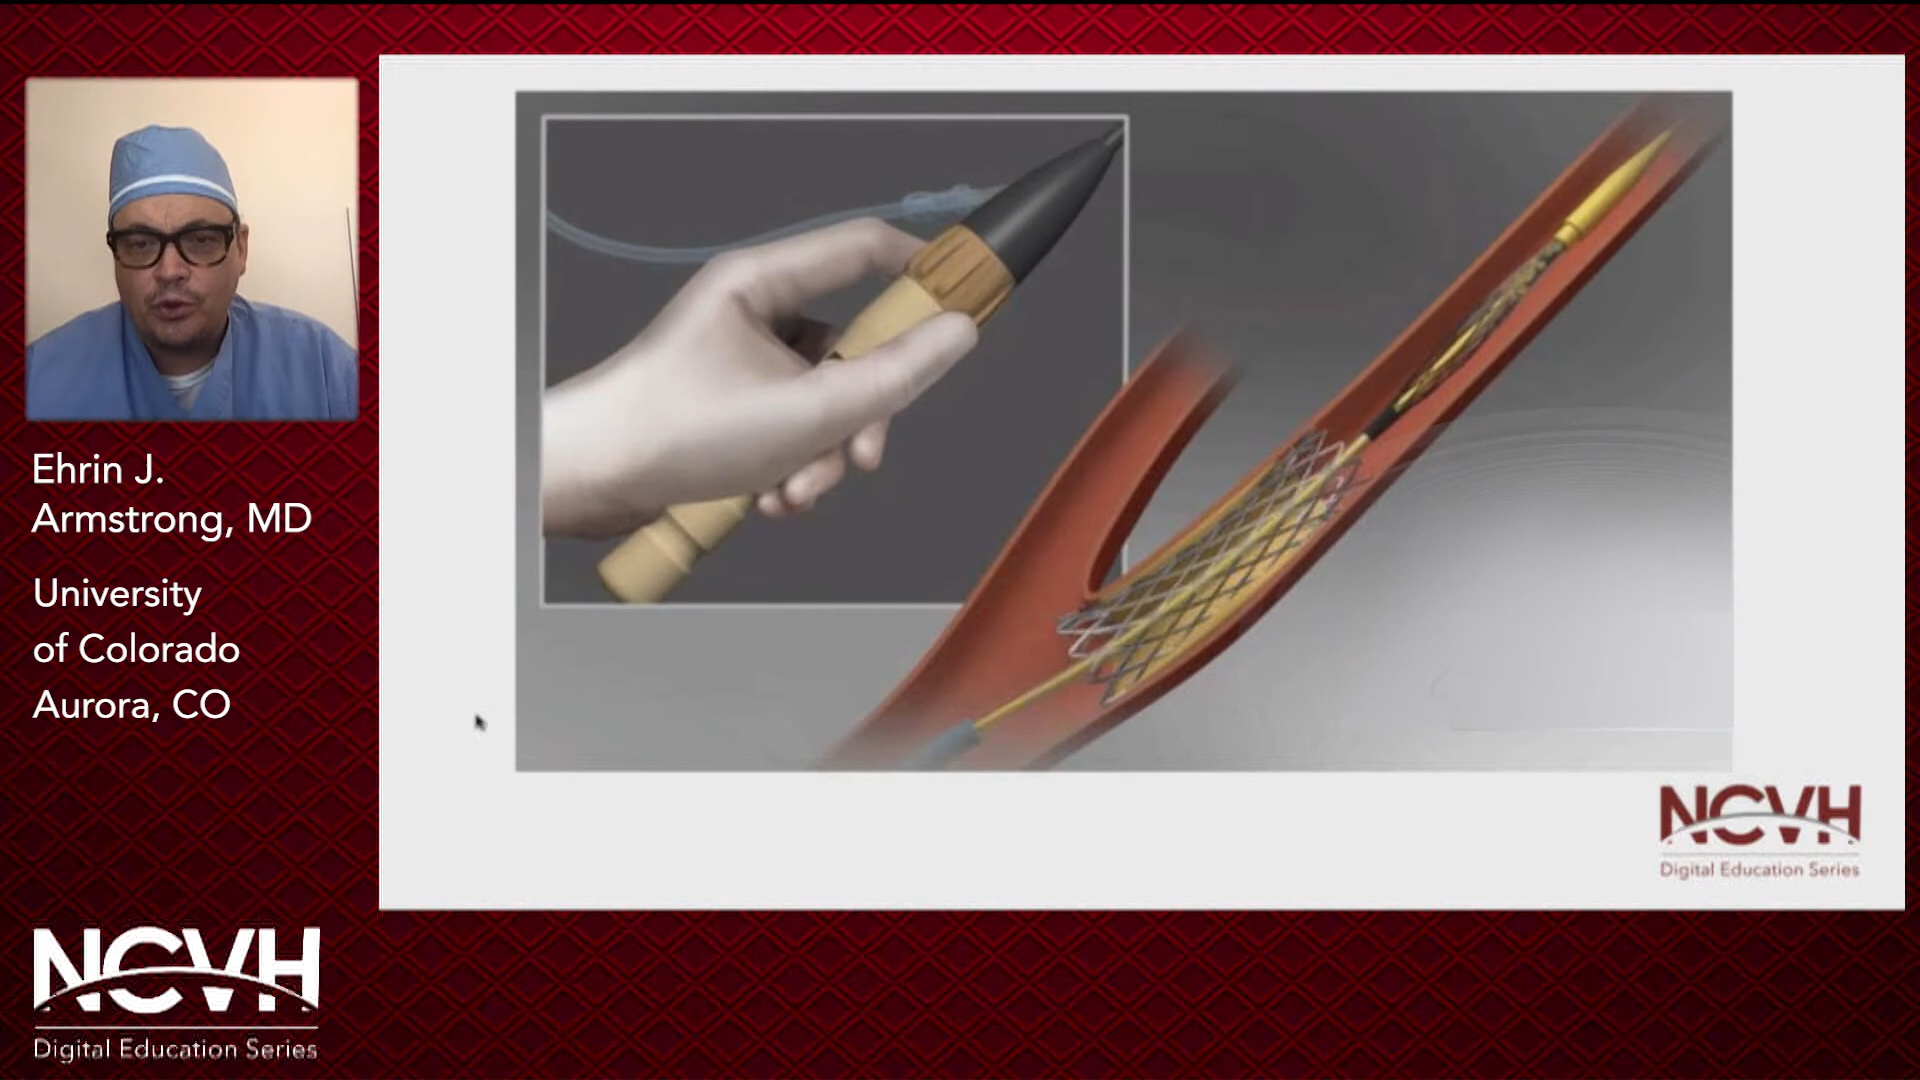 Ehrin J.
Armstrong, MD
University
of Colorado
Aurora, CO
NCVH
Digital Education Series
NCVH
Digital Education Series